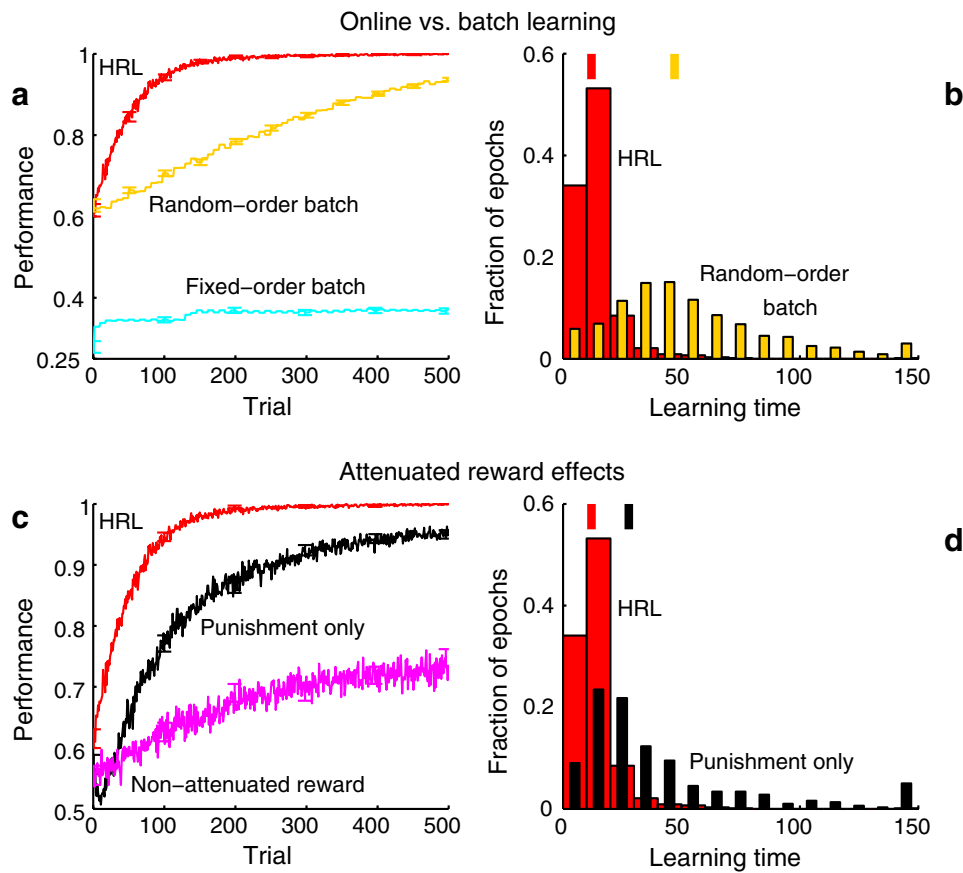 Online vs. batch learning
a
1
0.8
0.6
0.4
0.25
Performance
HRL
Random-order batch
Fixed-order batch
0
100
200
300
400
500
Trial
b
0.6
0.4
0.2
0
Fraction of epochs
HRL
Random-order
batch
0
50
100
150
Learning time
Attenuated reward effects
c
1
0.9
0.8
0.7
0.6
0.5
Performance
HRL
Punishment only
Non-attenuated reward
0
100
200
300
400
500
Trial
d
0.6
0.4
0.2
0
Fraction of epochs
HRL
Punishment only
0
50
100
150
Learning time